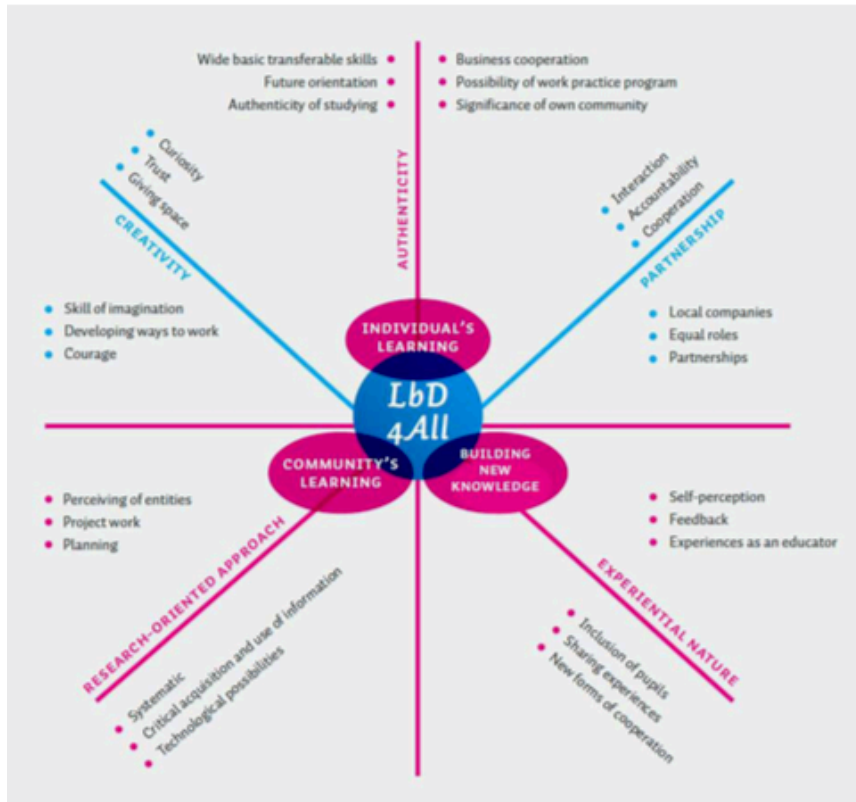 Wide basic transferable skills
Future orientation
Authenticity of studying
Business cooperation
Possibility of work practice program
Significance of own community
AUTHENTICITY
Curiosity
Trust
Giving space
CREATIVITY
Skill of imagination
Developing ways to work
Courage
Interaction
Accountability
Cooperation
PARTNERSHIP
Local companies
Equal roles
Partnerships
INDIVIDUAL'S
LEARNING
LbD
4All
COMMUNITY'S
LEARNING
BUILDING
NEW
KNOWLEDGE
Perceiving of entities
Project work
Planning
RESEARCH-ORIENTED APPROACH
Systematic
Critical acquisition and use of information
Technological possibilities
Self-perception
Feedback
Experiences as an educator
EXPERIENTIAL NATURE
Inclusion of pupils
Sharing experiences
New forms of cooperation